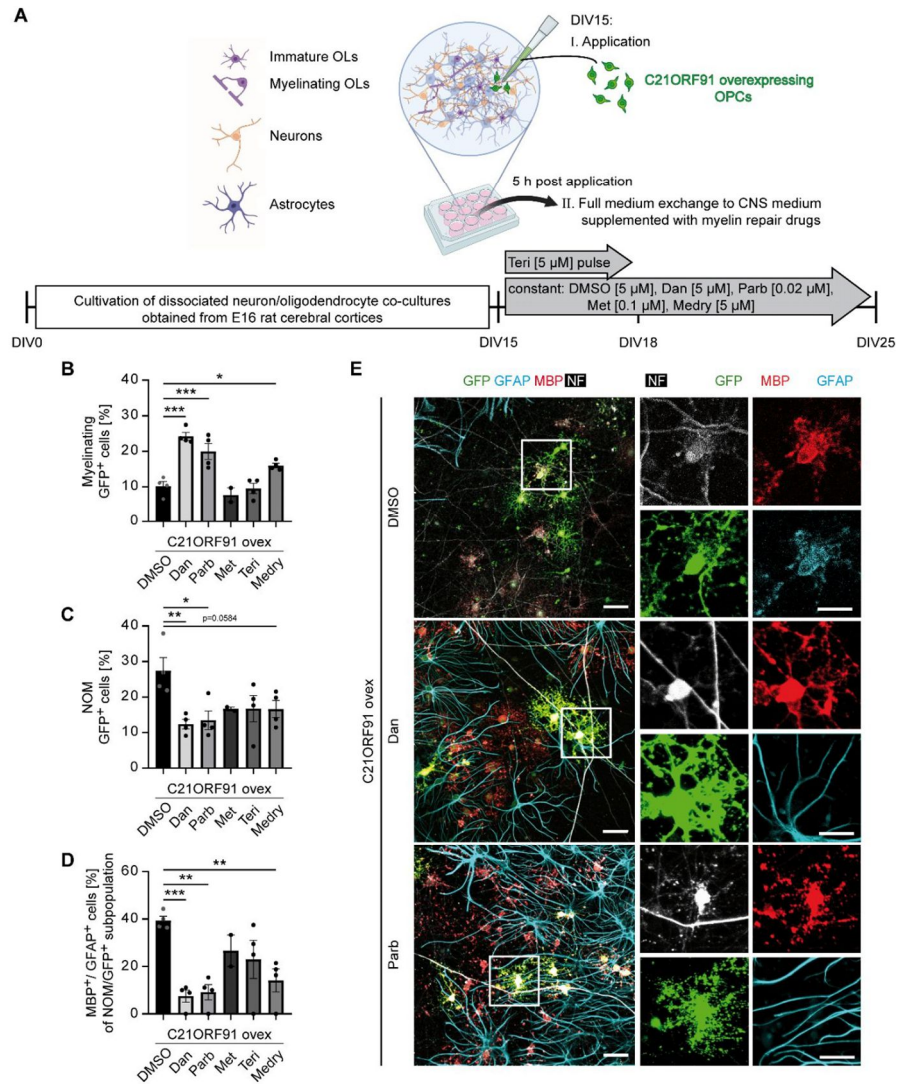 A
Immature OLs
Myelinating OLs
Neurons
Astrocytes
DIV15:
I. Application
C21ORF91 overexpressing
OPCs
5 h post application
II. Full medium exchange to CNS medium
supplemented with myelin repair drugs
Teri [5 µM] pulse
Cultivation of dissociated neuron/oligodendrocyte co-cultures
obtained from E16 rat cerebral cortices
constant: DMSO [5 µM], Dan [5 µM], Parb [0.02 µM],
Met [0.1 µM], Medry [5 µM]
DIV0
DIV15
DIV18
DIV25
B
Myelinating
GFP+ cells [%]
40
30
20
10
0
***
***
*
C21ORF91 ovex
DMSO
Dan
Parb
Met
Teri
Medry
C
NOM
GFP+ cells [%]
40
30
20
10
0
**
*
p=0.0584
C21ORF91 ovex
DMSO
Dan
Parb
Met
Teri
Medry
D
MBP+/ GFAP+ cells [%]
of NOM/GFP+ subpopulation
60
40
20
0
***
**
**
C21ORF91 ovex
DMSO
Dan
Parb
Met
Teri
Medry
E
GFP GFAP MBP NF
NF GFP MBP GFAP
C21ORF91 ovex
DMSO
Dan
Parb